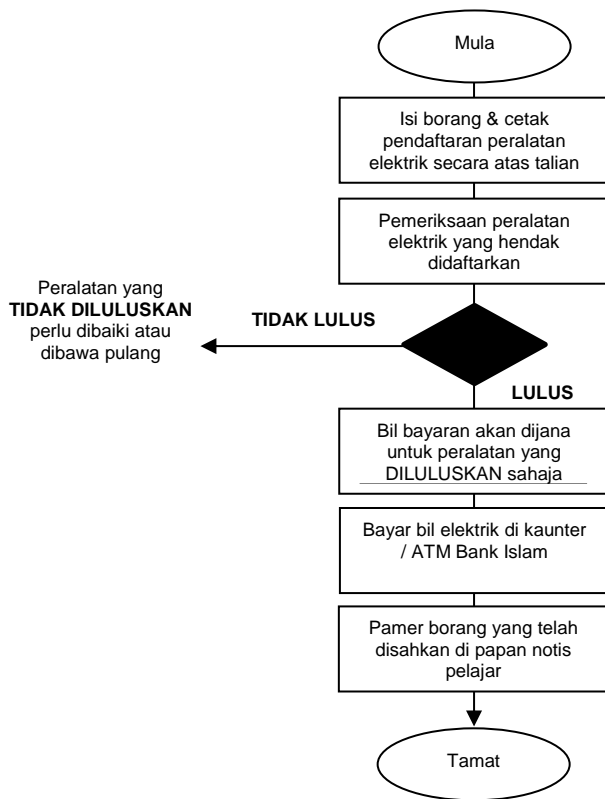 Mula
Isi borang & cetak
pendaftaran peralatan
elektrik secara atas talian
Pemeriksaan peralatan
elektrik yang hendak
didaftarkan
Peralatan yang
TIDAK DILULUSKAN
perlu dibaiki atau
dibawa pulang
TIDAK LULUS
LULUS
Bil bayaran akan dijana
untuk peralatan yang
DILULUSKAN sahaja
Bayar bil elektrik di kaunter
/ ATM Bank Islam
Pamer borang yang telah
disahkan di papan notis
pelajar
Tamat